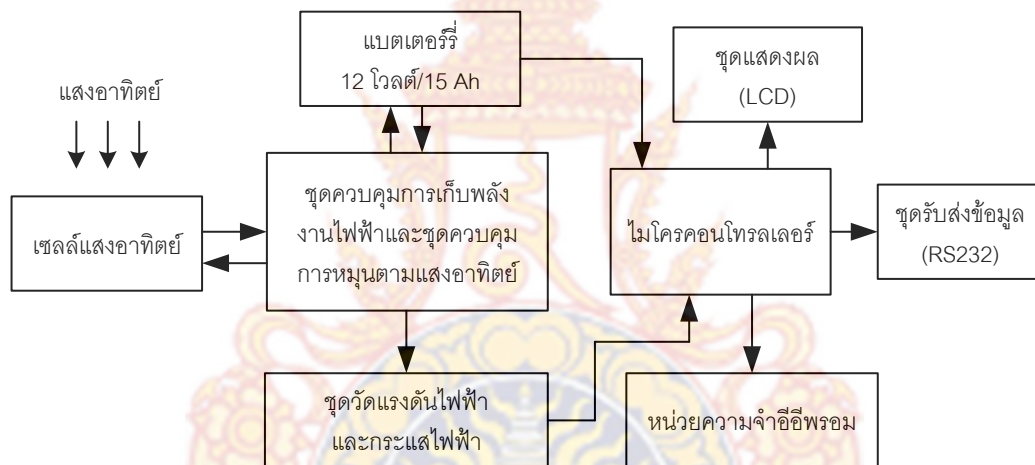 แบตเตอร์รี่
12 โวลต์/15 Ah
ชุดแสดงผล
(LCD)
แสงอาทิตย์
เซลล์แสงอาทิตย์
ชุดควบคุมการเก็บพลัง
งานไฟฟ้าและชุดควบคุม
การหมุนตามแสงอาทิตย์
ไมโครคอนโทรลเลอร์
ชุดรับส่งข้อมูล
(RS232)
ชุดวัดแรงดันไฟฟ้า
และกระแสไฟฟ้า
หน่วยความจำอีอีพรอม